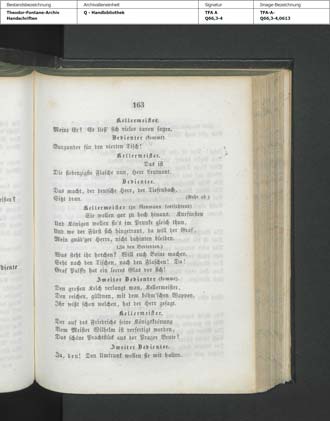 Bestandsbezeichnung
Archivalieneinheit
Signatur
Image-Bezeichnung
Theodor-Fontane-Archiv
Handschriften
Q - Handbibliothek
TFA A
Q66,3-4
TFA-A-
Q66,3-4,0613
163
Kellermeister.
Meine Ehr! Es ließ' sich vieles davon sagen.
Bedienter (kommt).
Burgunder für den vierten Tisch!
Kellermeister.
Das ist
Die siebenzigste Flasche nun, Herr Leutnant.
Bedienter.
Das macht, der deutsche Herr, der Tiefenbach,
Sitzt dran. (Geht ab.)
Kellermeister (zu Neumann fortfahrend).
Sie wollen gar zu hoch hinaus. Kurfürsten
Und Königen wollen sie's im Prunke gleich thun,
Und wo der Fürst sich hingetraut, da will der Graf,
Mein gnäd'ger Herre, nicht dahinten bleiben.
(Zu den Bedienten.)
Was steht ihr horchen? Will euch Beine machen.
Seht nach den Tischen, nach den Flaschen! Da!
Graf Palffy hat ein leeres Glas vor sich!
Zweiter Bedienter (kommt).
Den großen Kelch verlangt man, Kellermeister,
Den reichen, güldnen, mit dem böhm'schen Wappen,
Ihr wißt schon welchen, hat der Herr gesagt.
Kellermeister.
Der auf des Friedrichs seine Königskrönung
Vom Meister Wilhelm ist verfertigt worden,
Das schöne Prachtstück aus der Prager Beute!
Zweiter Bedienter.
Ja, den! Den Umtrunk wollen sie mit halten.